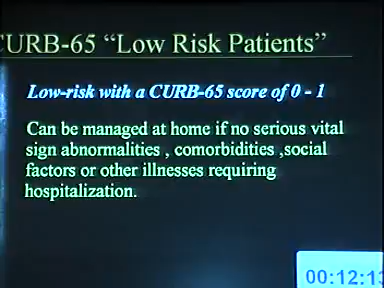 CURB-65 “Low Risk Patients”
Low-risk with a CURB-65 score of 0 - 1
Can be managed at home if no serious vital
sign abnormalities , comorbidities ,social
factors or other illnesses requiring
hospitalization.
00:12:13